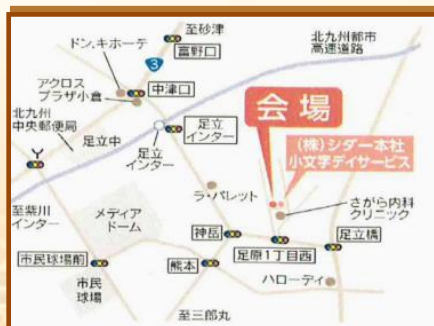 至砂津
ドン.キホーテ
富野口
北九州都市
高速道路
3
アクロス
プラザ小倉
中津口
会場
北九州
中央郵便局
足立中
足立
インター
足立
インター
(株)シダー本社
小文字デイサービス
ラ・パレット
さがら内科
クリニック
至紫川
インター
メディア
ドーム
神岳
足原1丁目西
足立橋
市民球場前
熊本
ハローデイ
市民
球場
至三郎丸